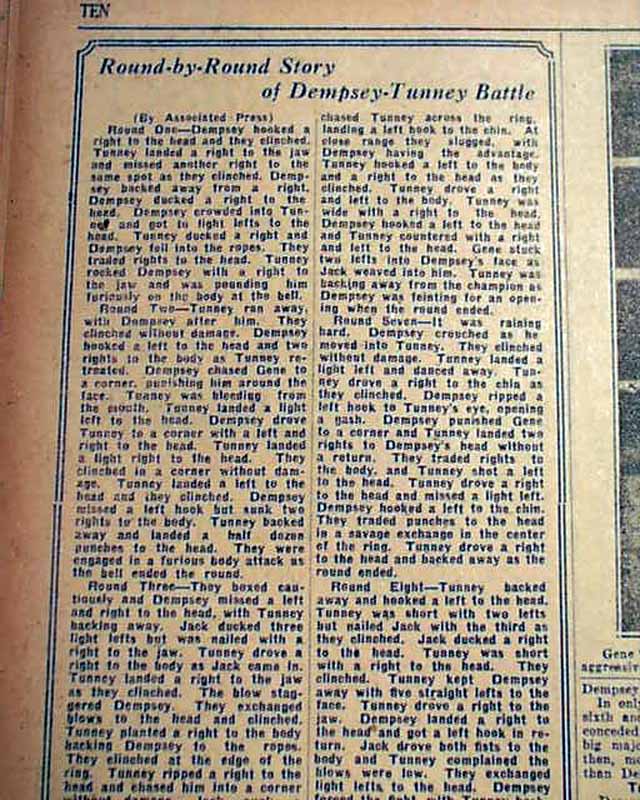 TEN
Round-by-Round Story
of Dempsey-Tunney Battle
(By Associated Press)
Round One—Dempsey hooked a
right to the head and they clinched.
Tunney landed a right to the jaw
and missed another right to the
same spot as they clinched. Demp-
sey backed away from a right.
Dempsey ducked a right to the
head. Dempsey crowded into Tun-
ney and got to light lefts to the
head. Tunney ducked a right and
Dempsey fell into the ropes. They
traded rights to the head. Tunney
rocked Dempsey with a right to
the jaw and was pounding him
furiously on the body at the bell.
Round Two—Tunney ran away,
with Dempsey after him. They
clinched without damage. Dempsey
hooked a left to the head and two
rights to the body as Tunney re-
treated. Dempsey chased Gene to
a corner, punishing him around the
face. Tunney was bleeding from
the mouth. Tunney landed a light
left to the head. Dempsey drove
Tunney to a corner with a left and
right to the head. Tunney landed
a light right to the head. They
clinched in a corner without dam-
age. Tunney landed a left to the
head and they clinched. Dempsey
missed a left hook but sunk two
rights to the body. Tunney backed
away and landed a half dozen
punches to the head. They were
engaged in a furious body attack as
the bell ended the round.
Round Three—They boxed cau-
tiously and Dempsey missed a left
and right to the head, with Tunney
backing away. Jack ducked three
light lefts but was nailed with a
right to the jaw. Tunney drove a
right to the body as Jack came in.
Tunney landed a right to the jaw
as they clinched. The blow stag-
gered Dempsey. They exchanged
blows to the head and clinched.
Tunney planted a right to the body
backing Dempsey to the ropes.
They clinched at the edge of the
ring. Tunney ripped a right to the
head and chased him into a corner
without damage
chased Tunney across the ring,
landing a left hook to the chin. At
close range they slugged, with
Dempsey having the advantage.
Tunney hooked a left to the body
and a right to the head as they
clinched. Tunney drove a right
and left to the body. Tunney was
wide with a right to the head.
Dempsey hooked a left to the head
and Tunney countered with a right
and left to the head. Gene stuck
two lefts into Dempsey's face as
Jack weaved into him. Tunney was
backing away from the champion as
Dempsey was feinting for an open-
ing when the round ended.
Round Seven—It was raining
hard. Dempsey crouched as he
moved into Tunney. They clinched
without damage. Tunney landed a
light left and danced away. Tun-
ney drove a right to the chin as
they clinched. Dempsey ripped a
left hook to Tunney's eye, opening
a gash. Dempsey punished Gene
to a corner and Tunney landed two
rights to Dempsey's head without
a return. They traded rights to
the body, and Tunney shot a left
to the head. Tunney drove a right
to the head and missed a light left.
Dempsey hooked a left to the chin.
They traded punches to the head
in a savage exchange in the center
of the ring. Tunney drove a right
to the head and backed away as the
round ended.
Round Eight—Tunney backed
away and hooked a left to the head.
Tunney was short with two lefts
but nailed Jack with the third as
they clinched. Jack ducked a right
to the head. Tunney was short
with a right to the head. They
clinched. Tunney kept Dempsey
away with five straight lefts to the
face. Tunney drove a right to the
jaw. Dempsey landed a right to
the head and got a left hook in re-
turn. Jack drove both fists to the
body and Tunney complained the
blows were low. They exchanged
light lefts to the head. Dempsey
forced the fight with Tunney
Gene
aggressi
Dempsey
In only
sixth an
conceded
big maj
then, mo
than De